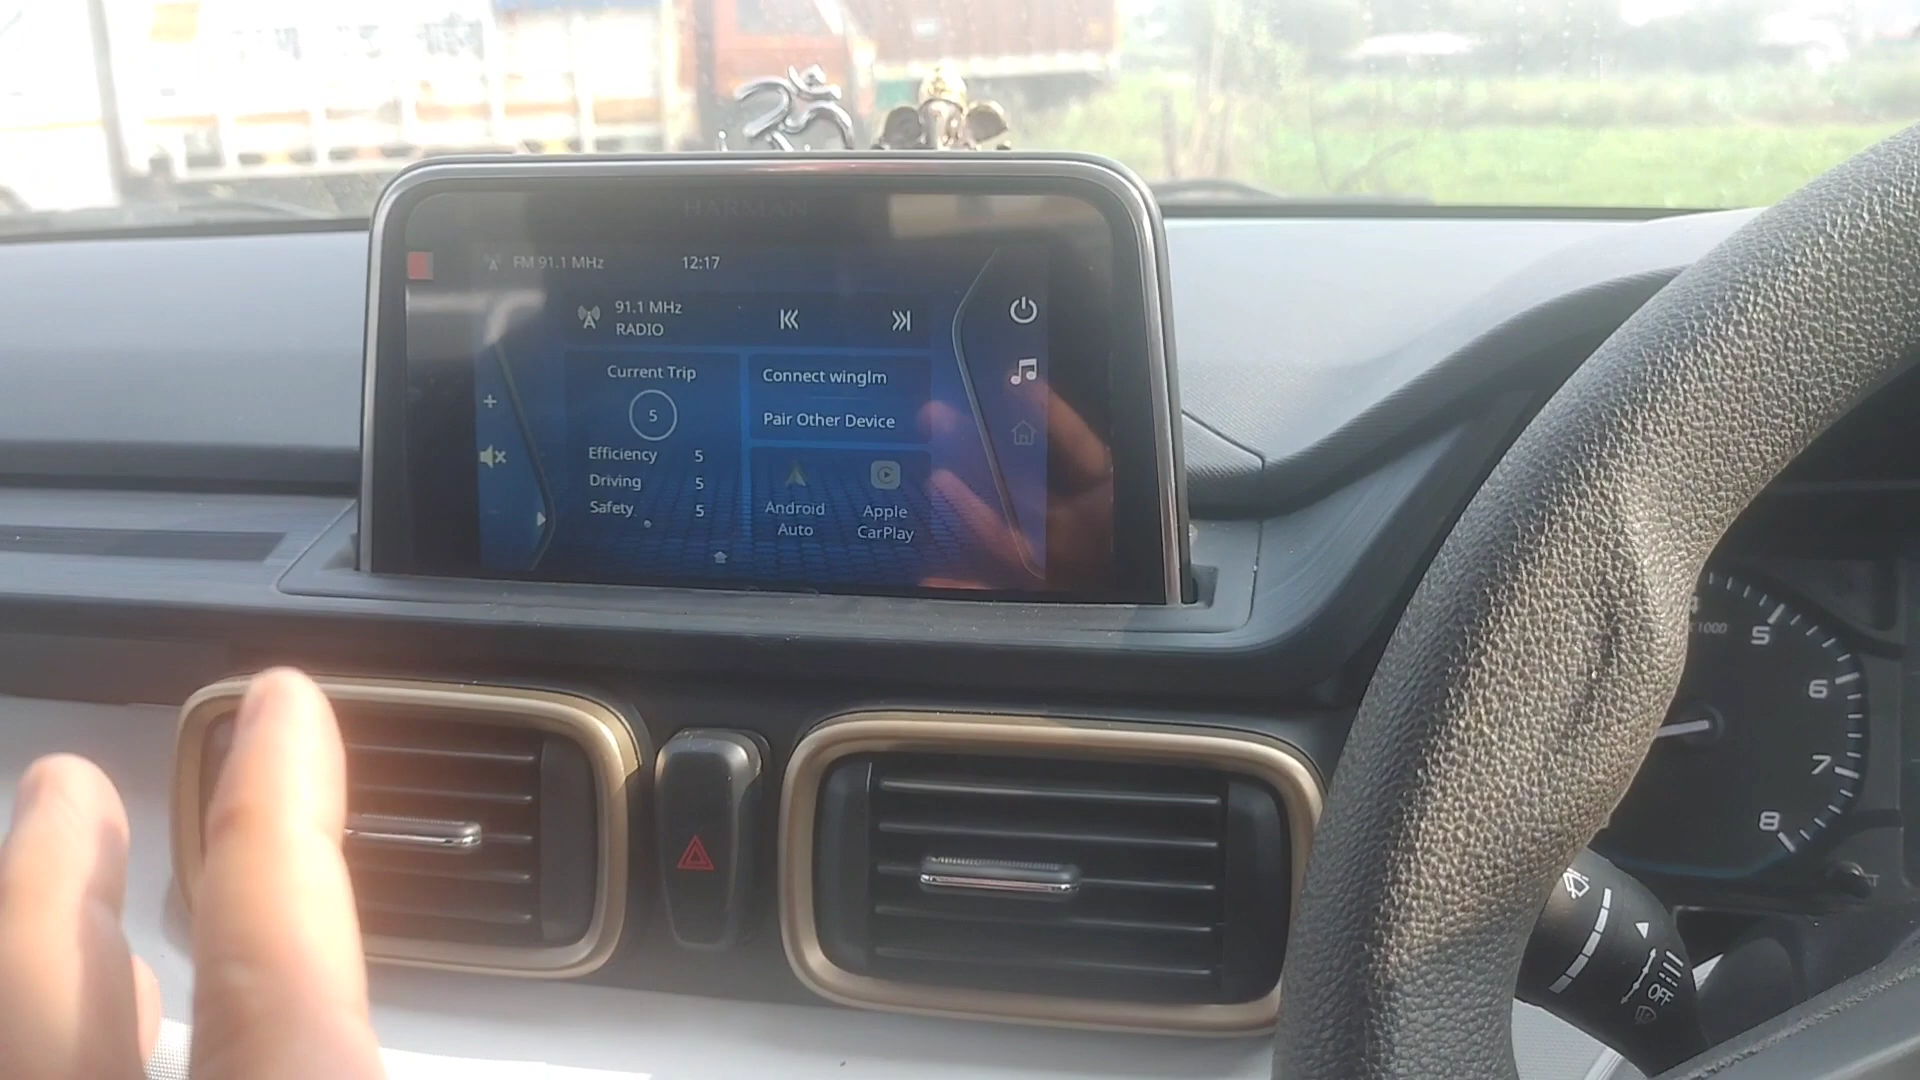 ॐ
HARMAN
FM 91.1 MHz
12:17
91.1 MHz
RADIO
Current Trip
5
Efficiency 5
Driving 5
Safety 5
Connect winglm
Pair Other Device
Android
Auto
Apple
CarPlay
5
6
7
8
OFF